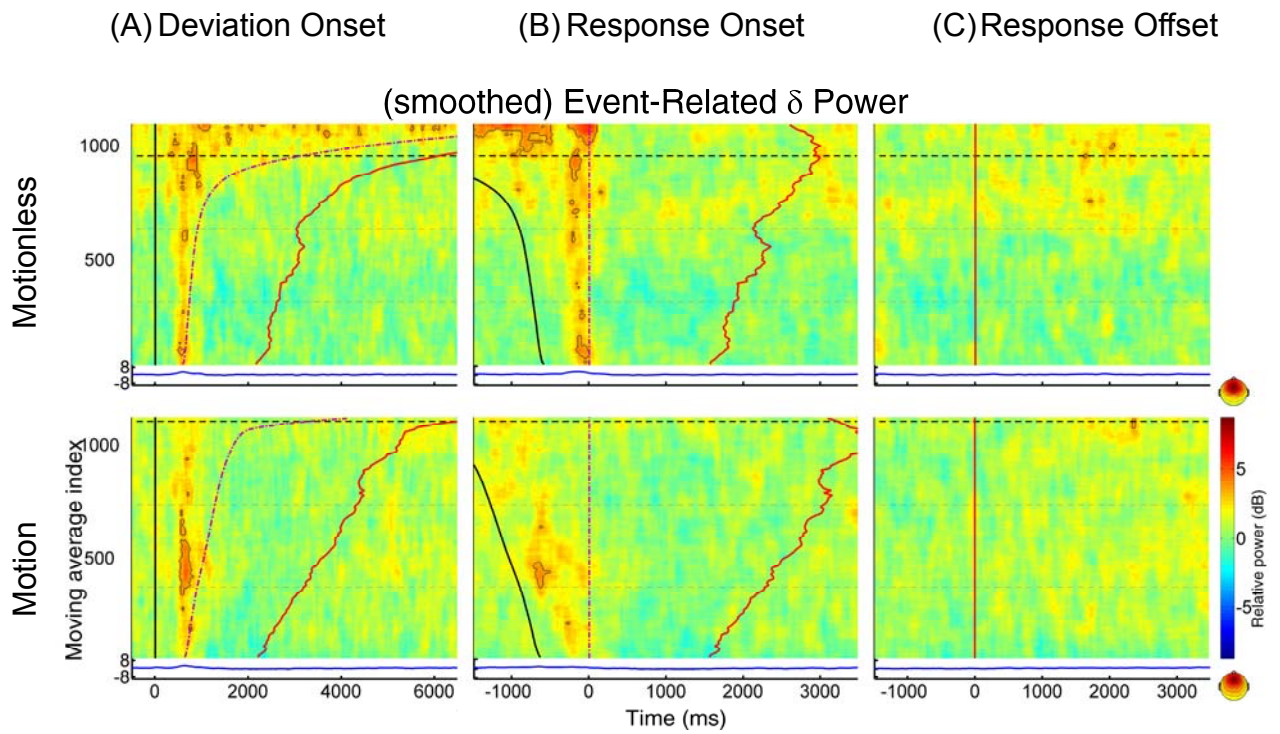 (A) Deviation Onset
(B) Response Onset
(C) Response Offset
(smoothed) Event-Related δ Power
Motionless
1000
500
8
-8
Motion
Moving average index
1000
500
8
-8
0
2000
4000
6000
-1000
0
1000
2000
3000
-1000
0
1000
2000
3000
Time (ms)
5
0
-5
Relative power (dB)